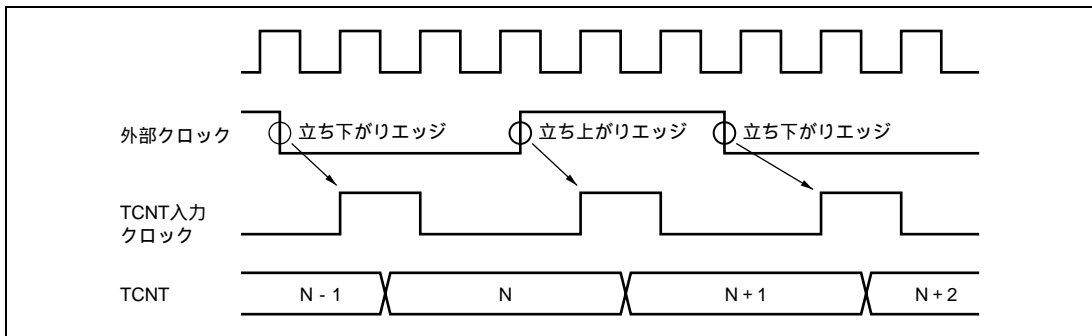 外部クロック
立ち下がりエッジ 立ち上がりエッジ 立ち下がりエッジ
TCNT入力
クロック
TCNT N - 1 N N + 1 N + 2